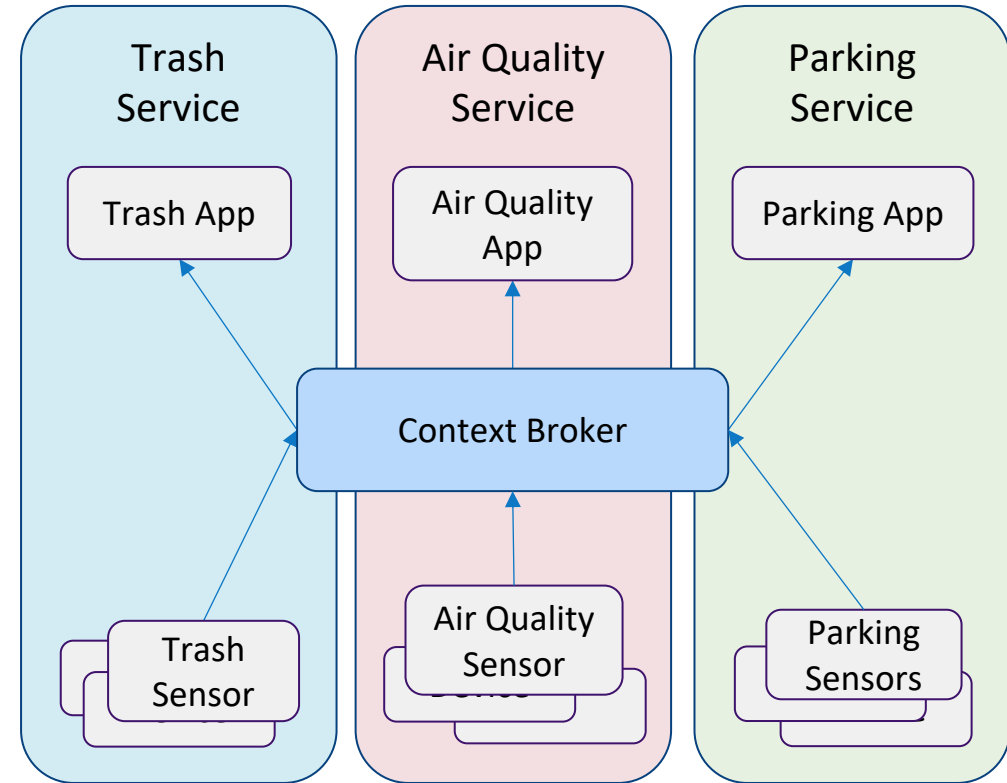 Trash
Service
Air Quality
Service
Parking
Service
Trash App
Air Quality
App
Parking App
Context Broker
Trash
Sensor
Air Quality
Sensor
Parking
Sensors